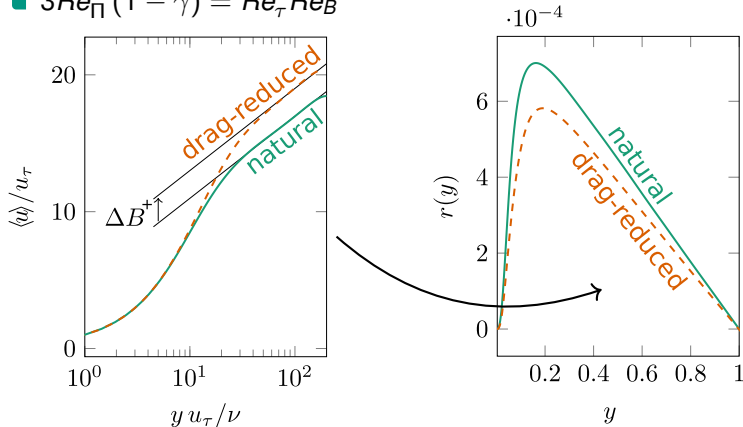 3Re_Π (1 − γ) = Re_τ Re_B
·10⁻⁴
20
10
0
⟨u⟩/u_τ
drag-reduced
natural
ΔB⁺
10⁰ 10¹ 10²
y u_τ/ν
6
4
2
0
r(y)
natural
drag-reduced
0.2 0.4 0.6 0.8 1
y